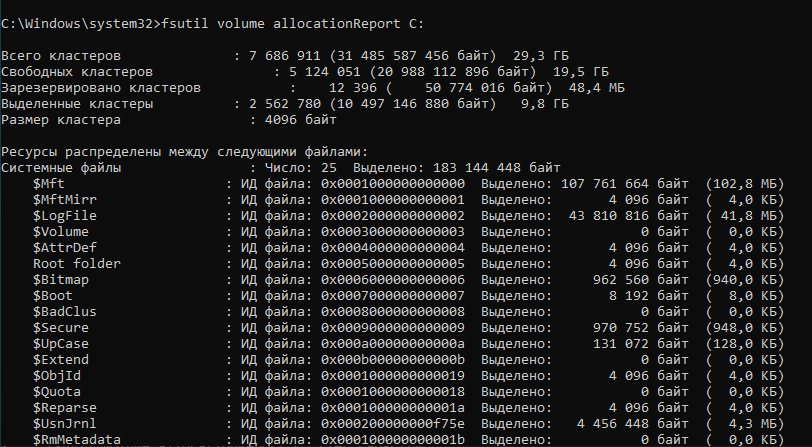 C:\Windows\system32>fsutil volume allocationReport C:
Всего кластеров : 7 686 911 (31 485 587 456 байт) 29,3 ГБ
Свободных кластеров : 5 124 051 (20 988 112 896 байт) 19,5 ГБ
Зарезервировано кластеров : 12 396 ( 50 774 016 байт) 48,4 МБ
Выделенные кластеры : 2 562 780 (10 497 146 880 байт) 9,8 ГБ
Размер кластера : 4096 байт
Ресурсы распределены между следующими файлами:
Системные файлы : Число: 25 Выделено: 183 144 448 байт
$Mft : ИД файла: 0x0001000000000000 Выделено: 107 761 664 байт (102,8 МБ)
$MftMirr : ИД файла: 0x0001000000000001 Выделено: 4 096 байт ( 4,0 КБ)
$LogFile : ИД файла: 0x0002000000000002 Выделено: 43 810 816 байт ( 41,8 МБ)
$Volume : ИД файла: 0x0003000000000003 Выделено: 0 байт ( 0,0 КБ)
$AttrDef : ИД файла: 0x0004000000000004 Выделено: 4 096 байт ( 4,0 КБ)
Root folder : ИД файла: 0x0005000000000005 Выделено: 4 096 байт ( 4,0 КБ)
$Bitmap : ИД файла: 0x0006000000000006 Выделено: 962 560 байт (940,0 КБ)
$Boot : ИД файла: 0x0007000000000007 Выделено: 8 192 байт ( 8,0 КБ)
$BadClus : ИД файла: 0x0008000000000008 Выделено: 0 байт ( 0,0 КБ)
$Secure : ИД файла: 0x0009000000000009 Выделено: 970 752 байт (948,0 КБ)
$UpCase : ИД файла: 0x000a00000000000a Выделено: 131 072 байт (128,0 КБ)
$Extend : ИД файла: 0x000b00000000000b Выделено: 0 байт ( 0,0 КБ)
$ObjId : ИД файла: 0x0001000000000019 Выделено: 4 096 байт ( 4,0 КБ)
$Quota : ИД файла: 0x0001000000000018 Выделено: 0 байт ( 0,0 КБ)
$Reparse : ИД файла: 0x000100000000001a Выделено: 4 096 байт ( 4,0 КБ)
$UsnJrnl : ИД файла: 0x000200000000f75e Выделено: 4 456 448 байт ( 4,3 МБ)
$RmMetadata : ИД файла: 0x000100000000001b Выделено: 0 байт ( 0,0 КБ)